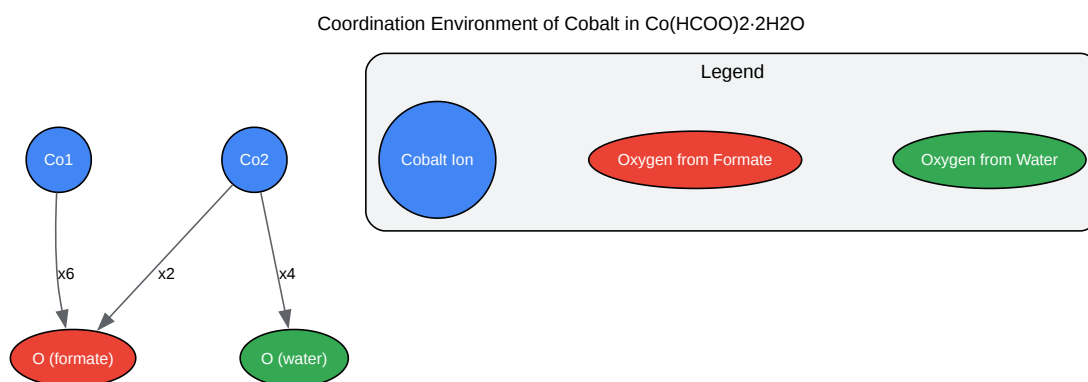 Coordination Environment of Cobalt in Co(HCOO)2·2H2O
Legend
Co1
Co2
Cobalt Ion
Oxygen from Formate
Oxygen from Water
x6
x2
x4
O (formate)
O (water)